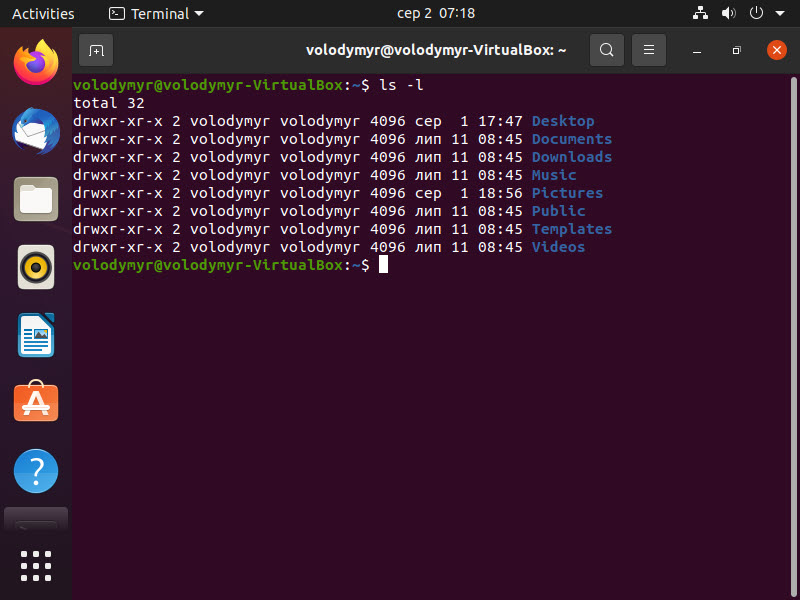 Activities Terminal сер 2 07:18
volodymyr@volodymyr-VirtualBox: ~
volodymyr@volodymyr-VirtualBox:~$ ls -l
total 32
drwxr-xr-x 2 volodymyr volodymyr 4096 сер  1 17:47 Desktop
drwxr-xr-x 2 volodymyr volodymyr 4096 лип 11 08:45 Documents
drwxr-xr-x 2 volodymyr volodymyr 4096 лип 11 08:45 Downloads
drwxr-xr-x 2 volodymyr volodymyr 4096 лип 11 08:45 Music
drwxr-xr-x 2 volodymyr volodymyr 4096 сер  1 18:56 Pictures
drwxr-xr-x 2 volodymyr volodymyr 4096 лип 11 08:45 Public
drwxr-xr-x 2 volodymyr volodymyr 4096 лип 11 08:45 Templates
drwxr-xr-x 2 volodymyr volodymyr 4096 лип 11 08:45 Videos
volodymyr@volodymyr-VirtualBox:~$